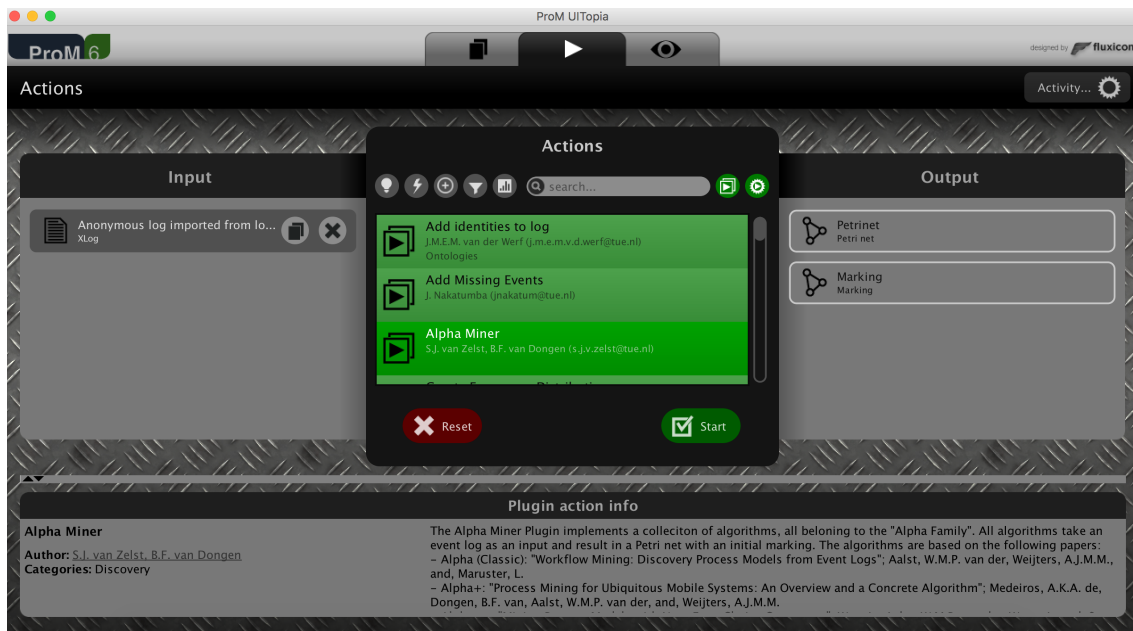 ProM UITopia
ProM 6
designed by fluxicon
Actions
Activity...
Input
Anonymous log imported from lo...
XLog
Actions
search...
Add identities to log
J.M.E.M. van der Werf (j.m.e.m.v.d.werf@tue.nl)
Ontologies
Add Missing Events
J. Nakatumba (jnakatum@tue.nl)
Alpha Miner
S.J. van Zelst, B.F. van Dongen (s.j.v.zelst@tue.nl)
Reset
Start
Output
Petrinet
Petri net
Marking
Marking
Plugin action info
Alpha Miner
Author: S.J. van Zelst, B.F. van Dongen
Categories: Discovery
The Alpha Miner Plugin implements a colleciton of algorithms, all beloning to the "Alpha Family". All algorithms take an
event log as an input and result in a Petri net with an initial marking. The algorithms are based on the following papers:
- Alpha (Classic): "Workflow Mining: Discovery Process Models from Event Logs"; Aalst, W.M.P. van der, Weijters, A.J.M.M.,
and, Maruster, L.
- Alpha+: "Process Mining for Ubiquitous Mobile Systems: An Overview and a Concrete Algorithm"; Medeiros, A.K.A. de,
Dongen, B.F. van, Aalst, W.M.P. van der, and, Weijters, A.J.M.M.